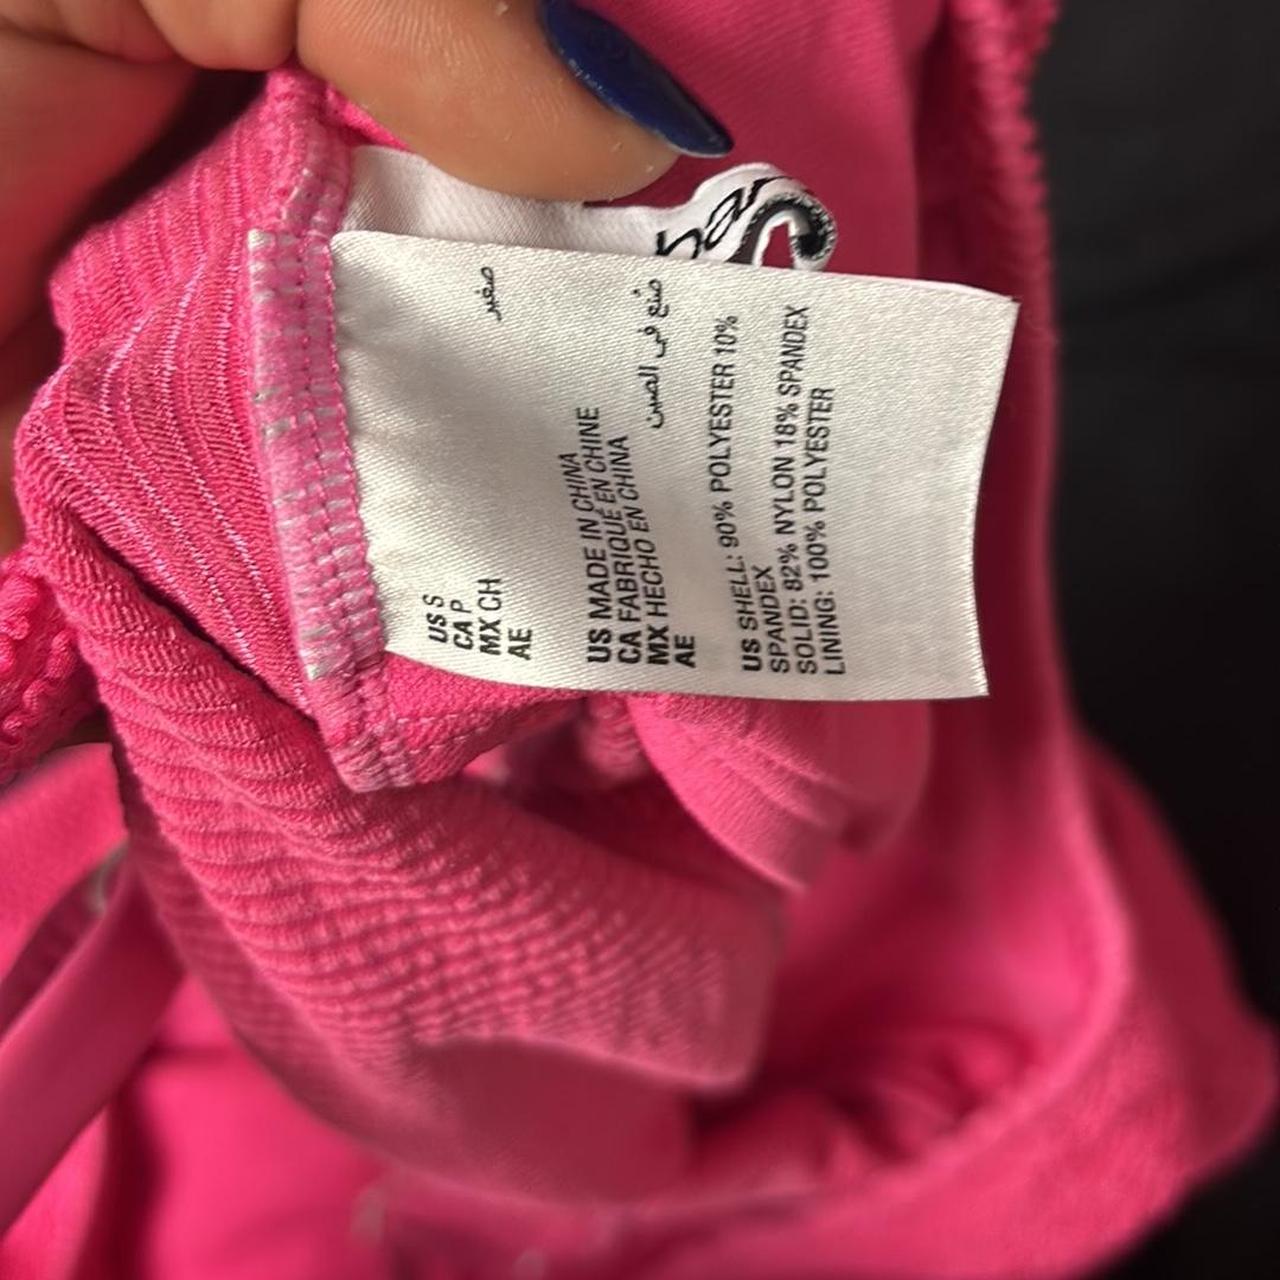 US S
CA P
MX CH
AE صغير
US MADE IN CHINA
CA FABRIQUÉ EN CHINE
MX HECHO EN CHINA
AE صنع في الصين
US SHELL: 90% POLYESTER 10%
SPANDEX
SOLID: 82% NYLON 18% SPANDEX
LINING: 100% POLYESTER